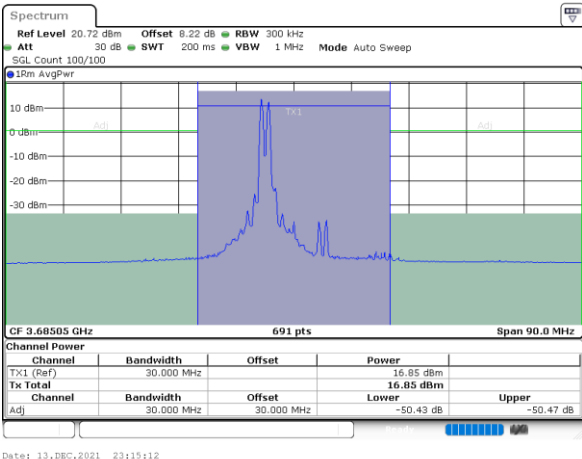 Spectrum
Ref Level 20.72 dBm Offset 8.22 dB RBW 300 kHz
Att 30 dB SWT 200 ms VBW 1 MHz Mode Auto Sweep
SGL Count 100/100
1Rm AvgPwr
10 dBm
TX1
Adj
Adj
0 dBm
-10 dBm
-20 dBm
-30 dBm
CF 3.68505 GHz 691 pts Span 90.0 MHz
Channel Power
Channel Bandwidth Offset Power
TX1 (Ref) 30.000 MHz 16.85 dBm
Tx Total 16.85 dBm
Channel Bandwidth Offset Lower Upper
Adj 30.000 MHz 30.000 MHz -50.43 dB -50.47 dB
Ready
Date: 13.DEC.2021 23:15:12